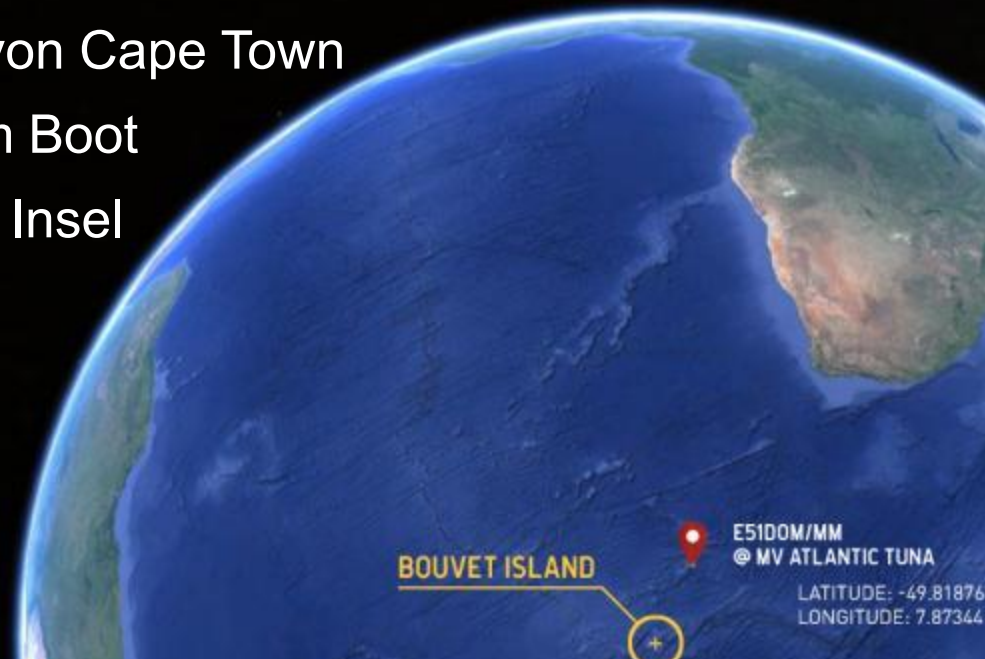 von Cape Town
Boot
Insel
BOUVET ISLAND
E51DOM/MM
@ MV ATLANTIC TUNA
LATITUDE: -49.81876
LONGITUDE: 7.87344